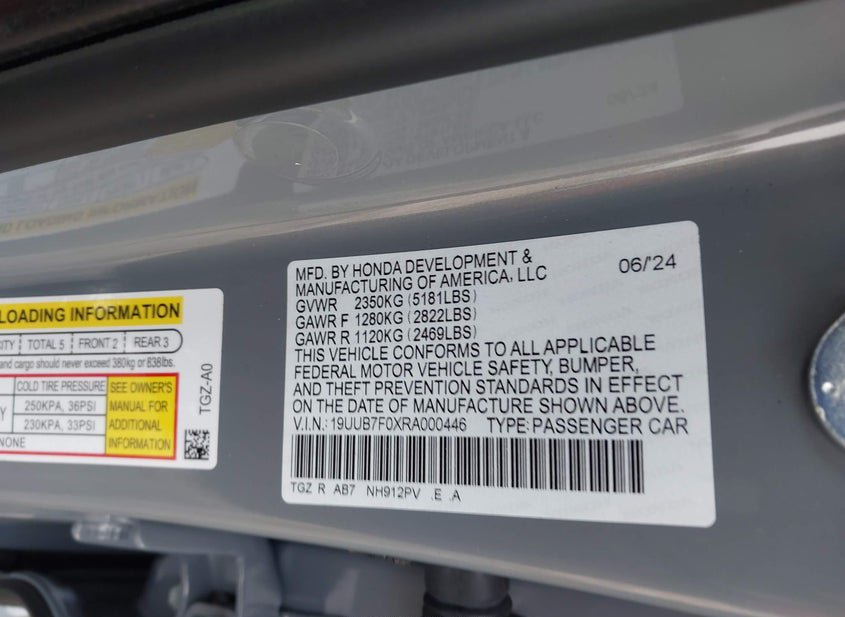 LOADING INFORMATION
TOTAL 5 FRONT 2 REAR 3
and cargo should never exceed 380kg or 838lbs.
COLD TIRE PRESSURE SEE OWNER'S MANUAL FOR ADDITIONAL INFORMATION
250KPA, 36PSI
230KPA, 33PSI
NONE
TGZ-A0
MFD. BY HONDA DEVELOPMENT &
MANUFACTURING OF AMERICA, LLC 06/'24
GVWR 2350KG (5181LBS)
GAWR F 1280KG (2822LBS)
GAWR R 1120KG (2469LBS)
THIS VEHICLE CONFORMS TO ALL APPLICABLE
FEDERAL MOTOR VEHICLE SAFETY, BUMPER,
AND THEFT PREVENTION STANDARDS IN EFFECT
ON THE DATE OF MANUFACTURE SHOWN ABOVE.
V.I.N.: 19UUB7F0XRA000446 TYPE: PASSENGER CAR
TGZ R AB7 NH912PV .E .A